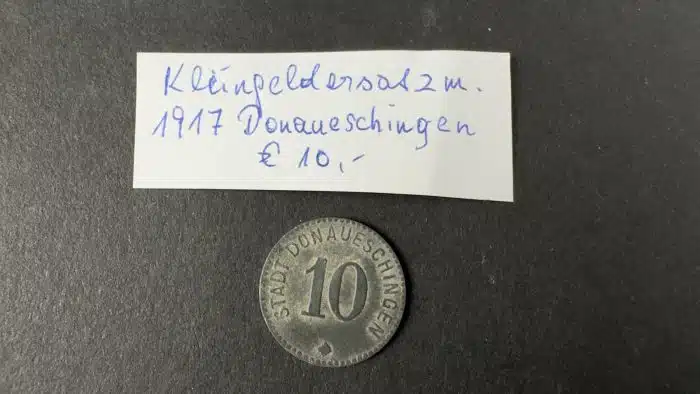 Kleingeldersatzm.
1917 Donaueschingen
€ 10,-
STADT DONAUESCHINGEN
10